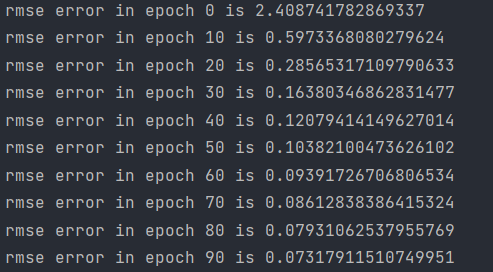 rmse error in epoch 0 is 2.408741782869337
rmse error in epoch 10 is 0.5973368080279624
rmse error in epoch 20 is 0.28565317109790633
rmse error in epoch 30 is 0.16380346862831477
rmse error in epoch 40 is 0.12079414149627014
rmse error in epoch 50 is 0.10382100473626102
rmse error in epoch 60 is 0.09391726706806534
rmse error in epoch 70 is 0.08612838386415324
rmse error in epoch 80 is 0.07931062537955769
rmse error in epoch 90 is 0.07317911510749951